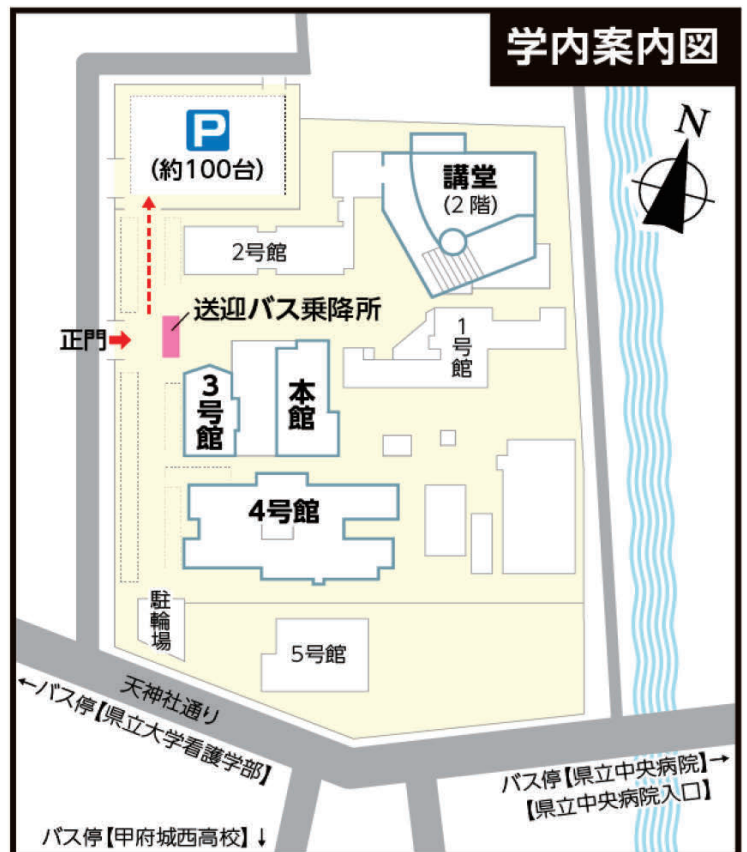 学内案内図
N
P
(約100台)
講堂
(2 階)
2号館
送迎バス乗降所
正門
1号館
3号館
本館
4号館
駐輪場
5号館
天神社通り
←バス停【県立大学看護学部】
バス停【県立中央病院】→
【県立中央病院入口】
バス停【甲府城西高校】↓